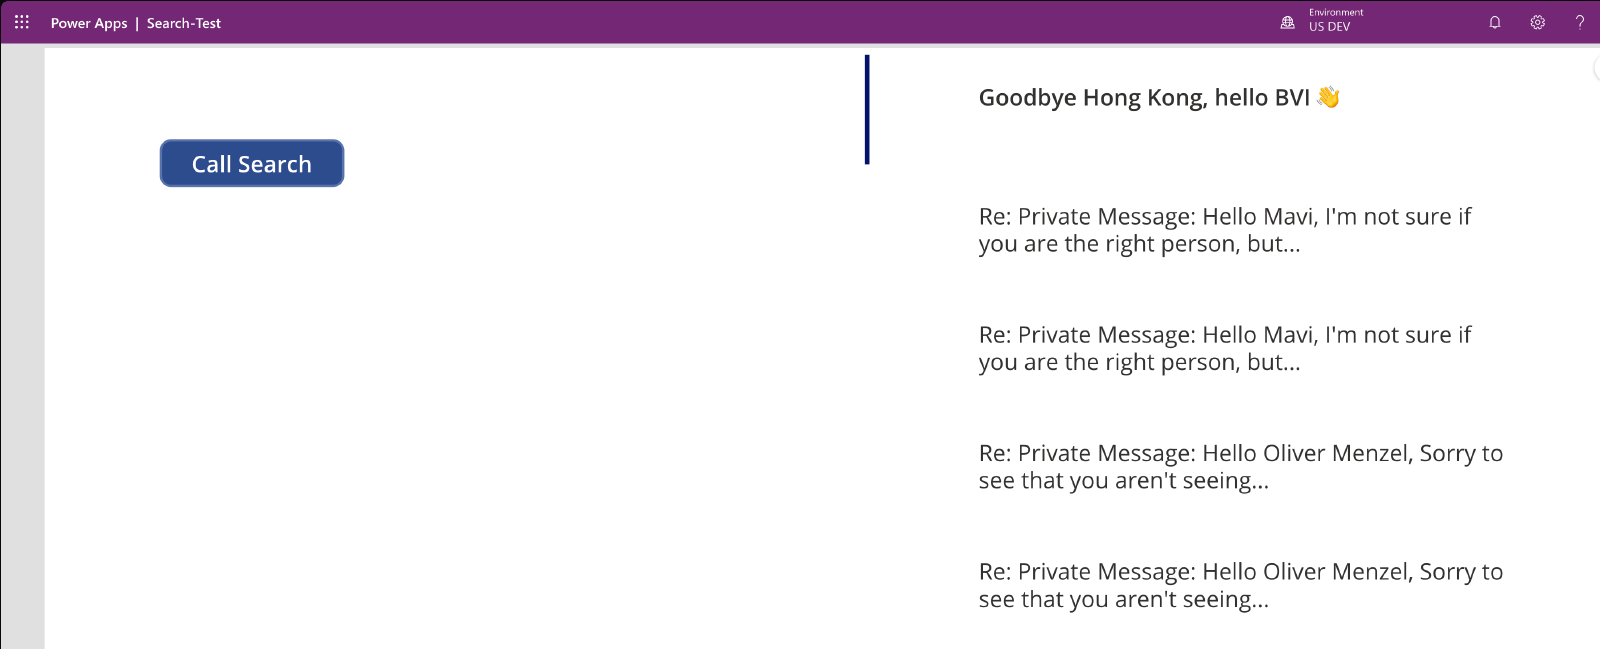 Power Apps | Search-Test
Environment
US DEV
?
Call Search
Goodbye Hong Kong, hello BVI 👋
Re: Private Message: Hello Mavi, I'm not sure if
you are the right person, but...
Re: Private Message: Hello Mavi, I'm not sure if
you are the right person, but...
Re: Private Message: Hello Oliver Menzel, Sorry to
see that you aren't seeing...
Re: Private Message: Hello Oliver Menzel, Sorry to
see that you aren't seeing...